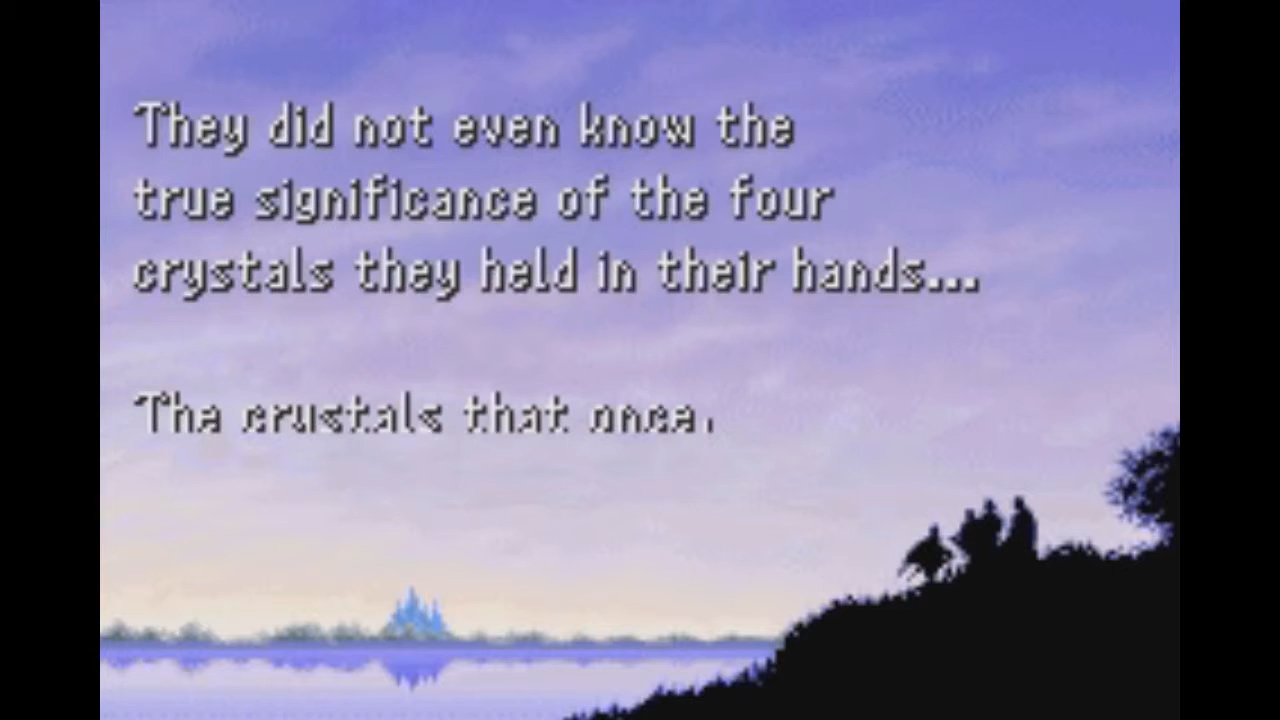 They did not even know the
true significance of the four
crystals they held in their hands...
The crystals that once,